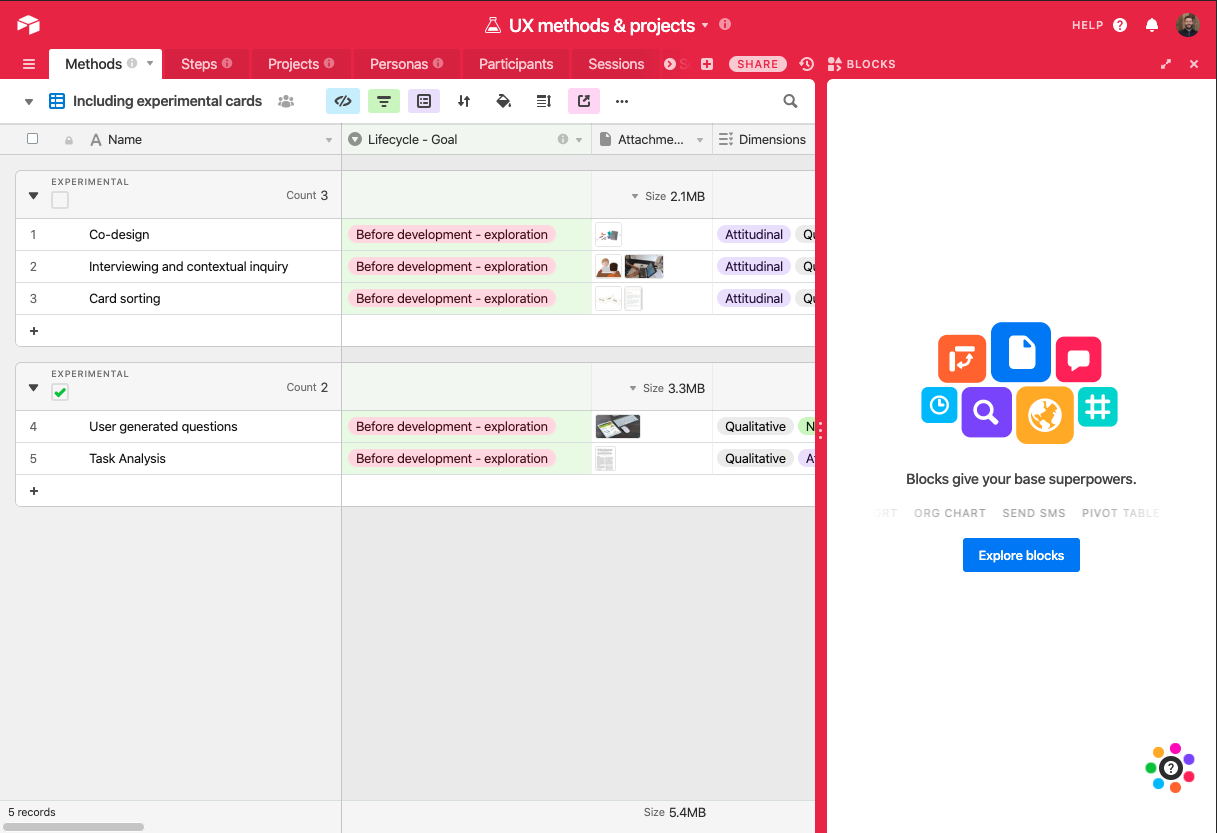 UX methods & projects
HELP
Methods
Steps
Projects
Personas
Participants
Sessions
S
SHARE
BLOCKS
Including experimental cards
A Name
Lifecycle - Goal
Attachme...
Dimensions
EXPERIMENTAL
Count 3
Size 2.1MB
1 Co-design Before development - exploration Attitudinal Qu
2 Interviewing and contextual inquiry Before development - exploration Attitudinal Qu
3 Card sorting Before development - exploration Attitudinal Qu
+
EXPERIMENTAL
Count 2
Size 3.3MB
4 User generated questions Before development - exploration Qualitative N
5 Task Analysis Before development - exploration Qualitative At
+
5 records
Size 5.4MB
Blocks give your base superpowers.
ORT ORG CHART SEND SMS PIVOT TABLE
Explore blocks
?